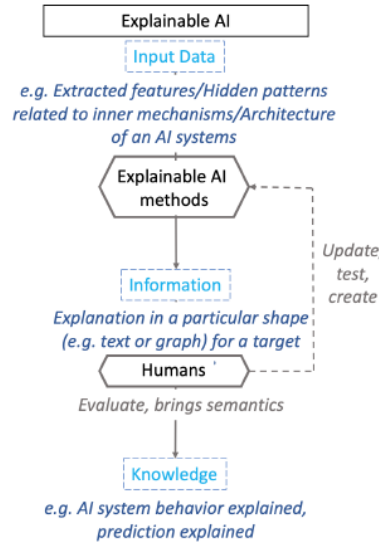 Explainable AI
Input Data
e.g. Extracted features/Hidden patterns
related to inner mechanisms/Architecture
of an AI systems
Explainable AI
methods
Update,
test,
create
Information
Explanation in a particular shape
(e.g. text or graph) for a target
Humans
Evaluate, brings semantics
Knowledge
e.g. AI system behavior explained,
prediction explained